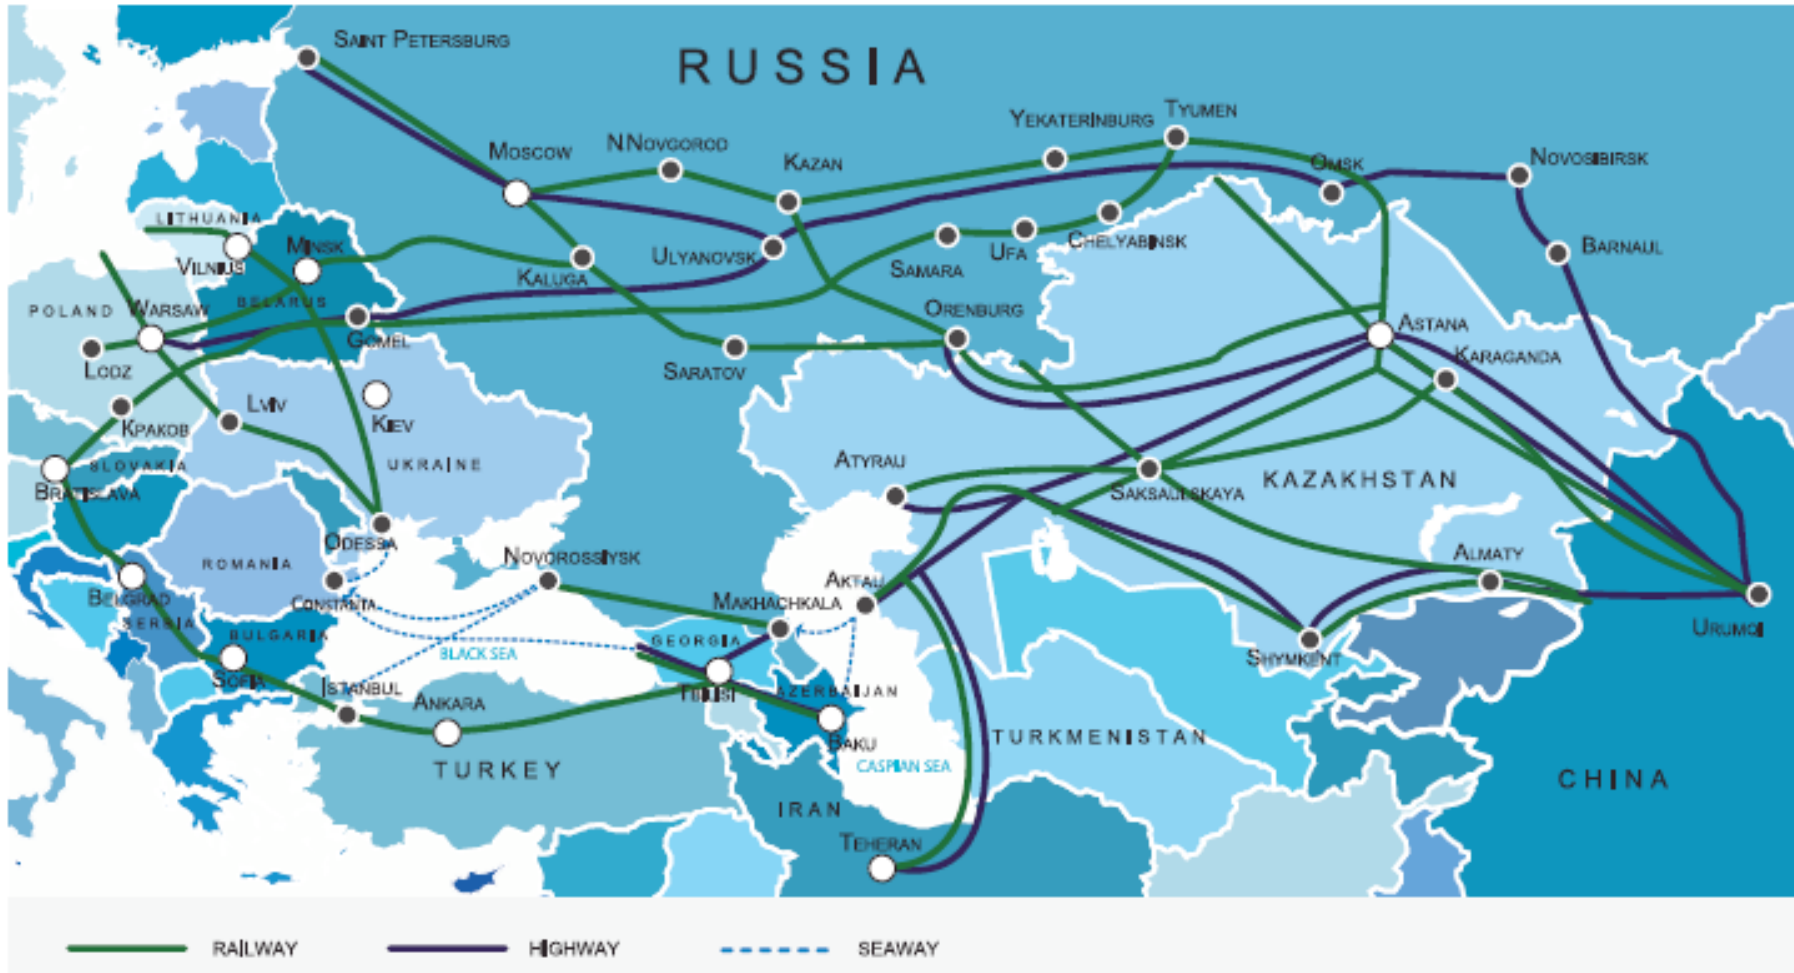 Saint Petersburg
RUSSIA
Moscow
N.Novgorod
Kazan
Yekaterinburg
Tyumen
Omsk
Novosibirsk
LITHUANIA
Vilnius
Minsk
BELARUS
Kaluga
Ulyanovsk
Samara
Ufa
Chelyabinsk
Barnaul
POLAND
Warsaw
Lodz
Gomel
Saratov
Orenburg
Astana
Karaganda
Kpakob
Lviv
Kiev
UKRAINE
SLOVAKIA
Bratislava
Atyrau
Saksaulskaya
KAZAKHSTAN
ROMANIA
Odessa
Novorossiysk
Aktau
Almaty
Belgrad
SERBIA
Constanta
Makhachkala
BULGARIA
BLACK SEA
GEORGIA
Shymkent
Urumqi
Sofia
Istanbul
Ankara
Tbilisi
AZERBAIJAN
Baku
TURKMENISTAN
TURKEY
CASPIAN SEA
IRAN
CHINA
Teheran
RAILWAY
HIGHWAY
SEAWAY